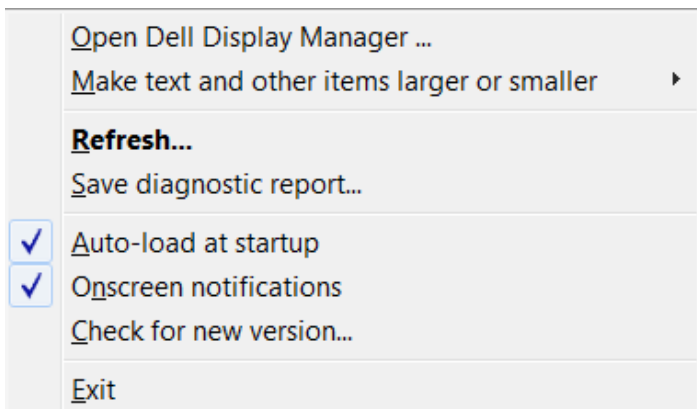 Open Dell Display Manager ...
Make text and other items larger or smaller
Refresh...
Save diagnostic report...
Auto-load at startup
Onscreen notifications
Check for new version...
Exit